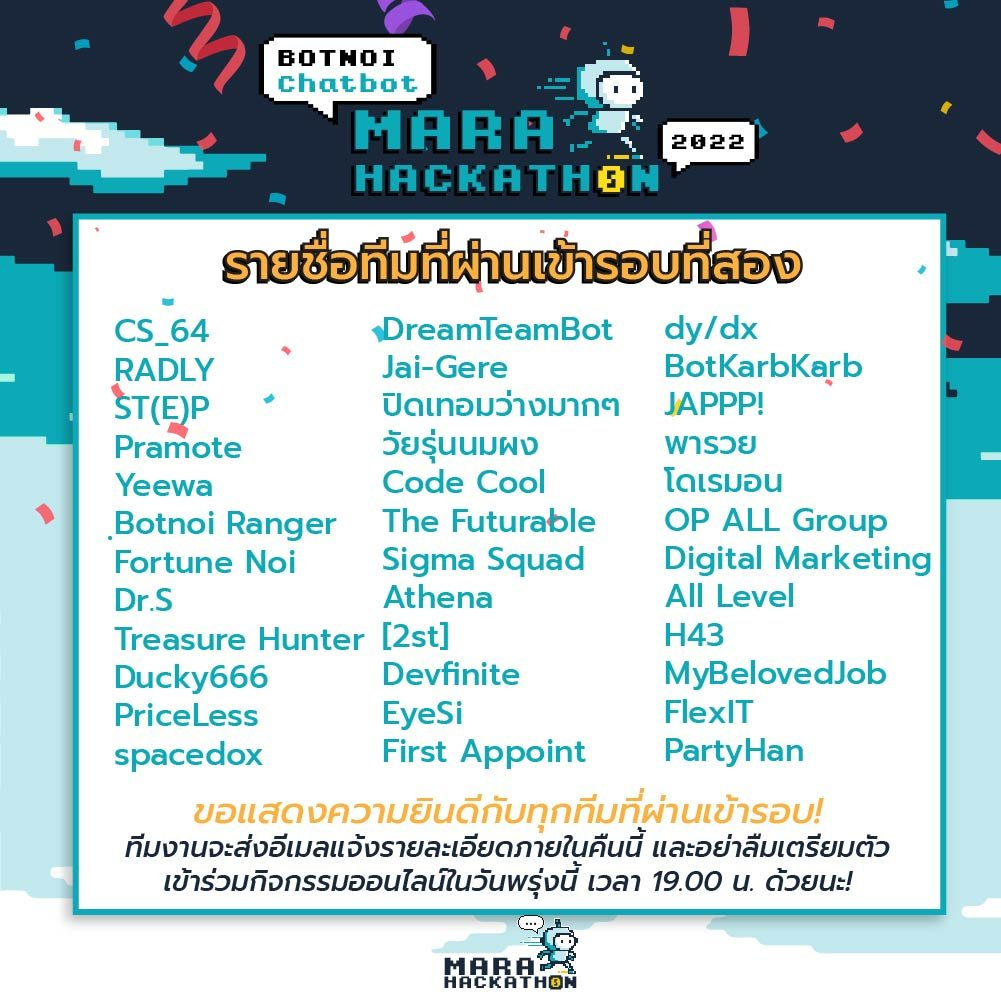 BOTNOI
Chatbot
MARA
HACKATHON
2022
รายชื่อทีมที่ผ่านเข้ารอบที่สอง
CS_64
RADLY
ST(E)P
Pramote
Yeewa
Botnoi Ranger
Fortune Noi
Dr.S
Treasure Hunter
Ducky666
PriceLess
spacedox
DreamTeamBot
Jai-Gere
ปิดเทอมว่างมากๆ
วัยรุ่นนมผง
Code Cool
The Futurable
Sigma Squad
Athena
[2st]
Devfinite
EyeSi
First Appoint
dy/dx
BotKarbKarb
JAPPP!
พารวย
โดเรมอน
OP ALL Group
Digital Marketing
All Level
H43
MyBelovedJob
FlexIT
PartyHan
ขอแสดงความยินดีกับทุกทีมที่ผ่านเข้ารอบ!
ทีมงานจะส่งอีเมลแจ้งรายละเอียดภายในคืนนี้ และอย่าลืมเตรียมตัว
เข้าร่วมกิจกรรมออนไลน์ในวันพรุ่งนี้ เวลา 19.00 น. ด้วยนะ!
MARA
HACKATHON